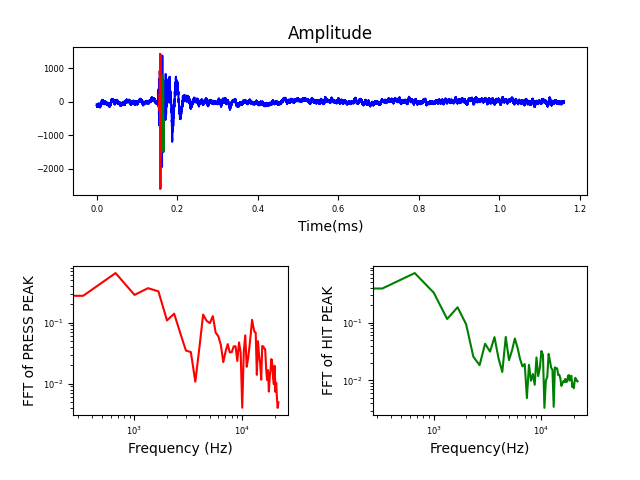 Amplitude
1000
0
−1000
−2000
0.0 0.2 0.4 0.6 0.8 1.0 1.2
Time(ms)
FFT of PRESS PEAK
10⁻¹
10⁻²
10³ 10⁴
Frequency (Hz)
FFT of HIT PEAK
10⁻¹
10⁻²
10³ 10⁴
Frequency(Hz)